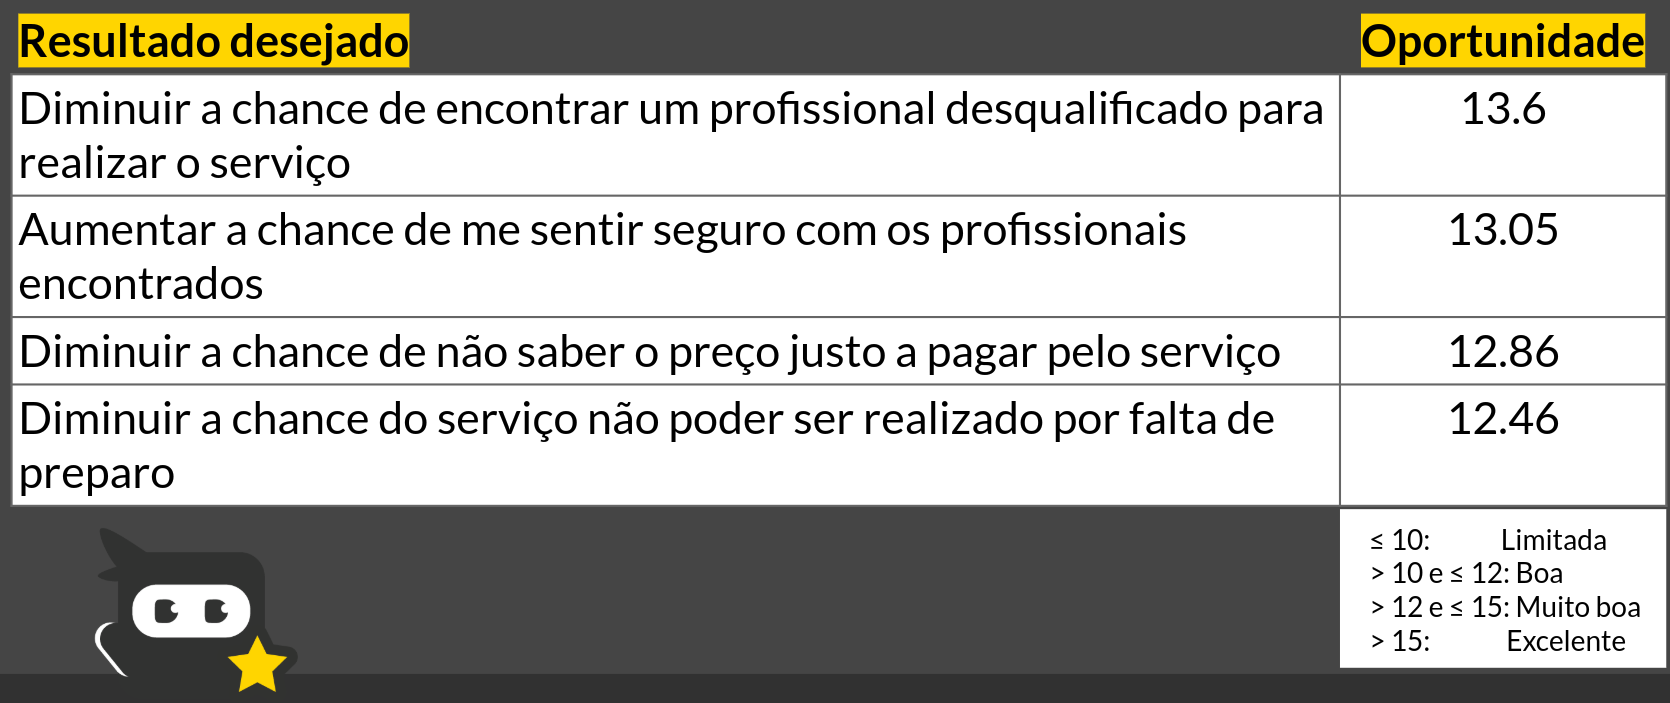 Resultado desejado Oportunidade
Diminuir a chance de encontrar um profissional desqualificado para 13.6
realizar o serviço
Aumentar a chance de me sentir seguro com os profissionais 13.05
encontrados
Diminuir a chance de não saber o preço justo a pagar pelo serviço 12.86
Diminuir a chance do serviço não poder ser realizado por falta de 12.46
preparo
≤ 10: Limitada
> 10 e ≤ 12: Boa
> 12 e ≤ 15: Muito boa
> 15: Excelente